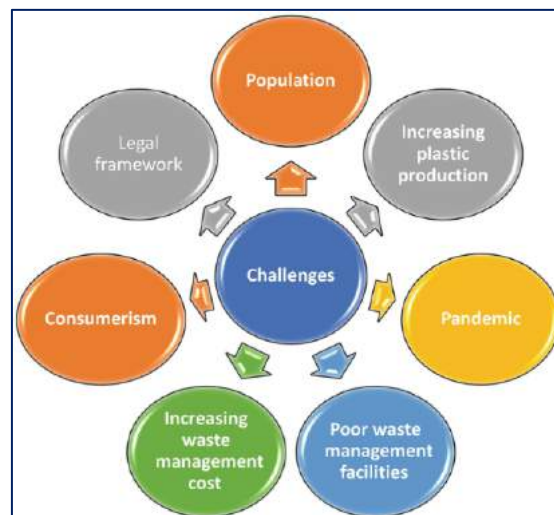 Population
Increasing
plastic
production
Pandemic
Poor waste
management
facilities
Increasing
waste
management
cost
Consumerism
Legal
framework
Challenges